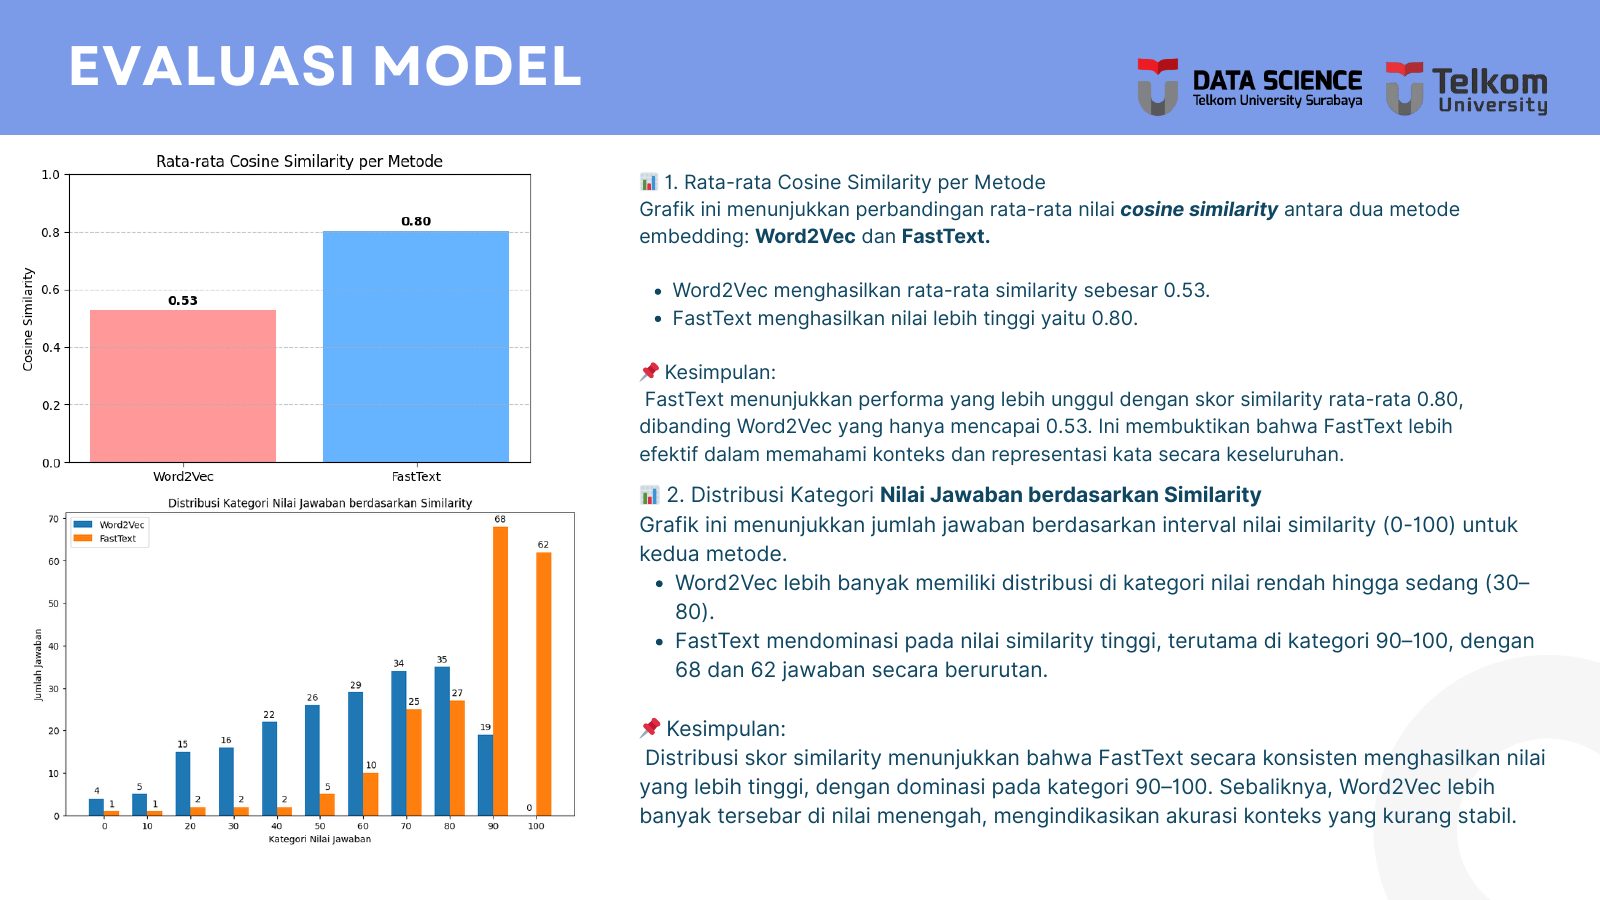 EVALUASI MODEL
DATA SCIENCE
Telkom University Surabaya
Telkom
University
Rata-rata Cosine Similarity per Metode
1.0
0.8
0.6
0.4
0.2
0.0
Cosine Similarity
0.53
0.80
Word2Vec
FastText
Distribusi Kategori Nilai Jawaban berdasarkan Similarity
Word2Vec
FastText
70
60
50
40
30
20
10
0
Jumlah Jawaban
4 1 5 1 15 2 16 2 22 2 26 5 29 10 34 25 35 27 19 68 0 62
0 10 20 30 40 50 60 70 80 90 100
Kategori Nilai Jawaban
📊 1. Rata-rata Cosine Similarity per Metode
Grafik ini menunjukkan perbandingan rata-rata nilai cosine similarity antara dua metode
embedding: Word2Vec dan FastText.
• Word2Vec menghasilkan rata-rata similarity sebesar 0.53.
• FastText menghasilkan nilai lebih tinggi yaitu 0.80.
📌 Kesimpulan:
FastText menunjukkan performa yang lebih unggul dengan skor similarity rata-rata 0.80,
dibanding Word2Vec yang hanya mencapai 0.53. Ini membuktikan bahwa FastText lebih
efektif dalam memahami konteks dan representasi kata secara keseluruhan.
📊 2. Distribusi Kategori Nilai Jawaban berdasarkan Similarity
Grafik ini menunjukkan jumlah jawaban berdasarkan interval nilai similarity (0-100) untuk
kedua metode.
• Word2Vec lebih banyak memiliki distribusi di kategori nilai rendah hingga sedang (30–
80).
• FastText mendominasi pada nilai similarity tinggi, terutama di kategori 90–100, dengan
68 dan 62 jawaban secara berurutan.
📌 Kesimpulan:
Distribusi skor similarity menunjukkan bahwa FastText secara konsisten menghasilkan nilai
yang lebih tinggi, dengan dominasi pada kategori 90–100. Sebaliknya, Word2Vec lebih
banyak tersebar di nilai menengah, mengindikasikan akurasi konteks yang kurang stabil.